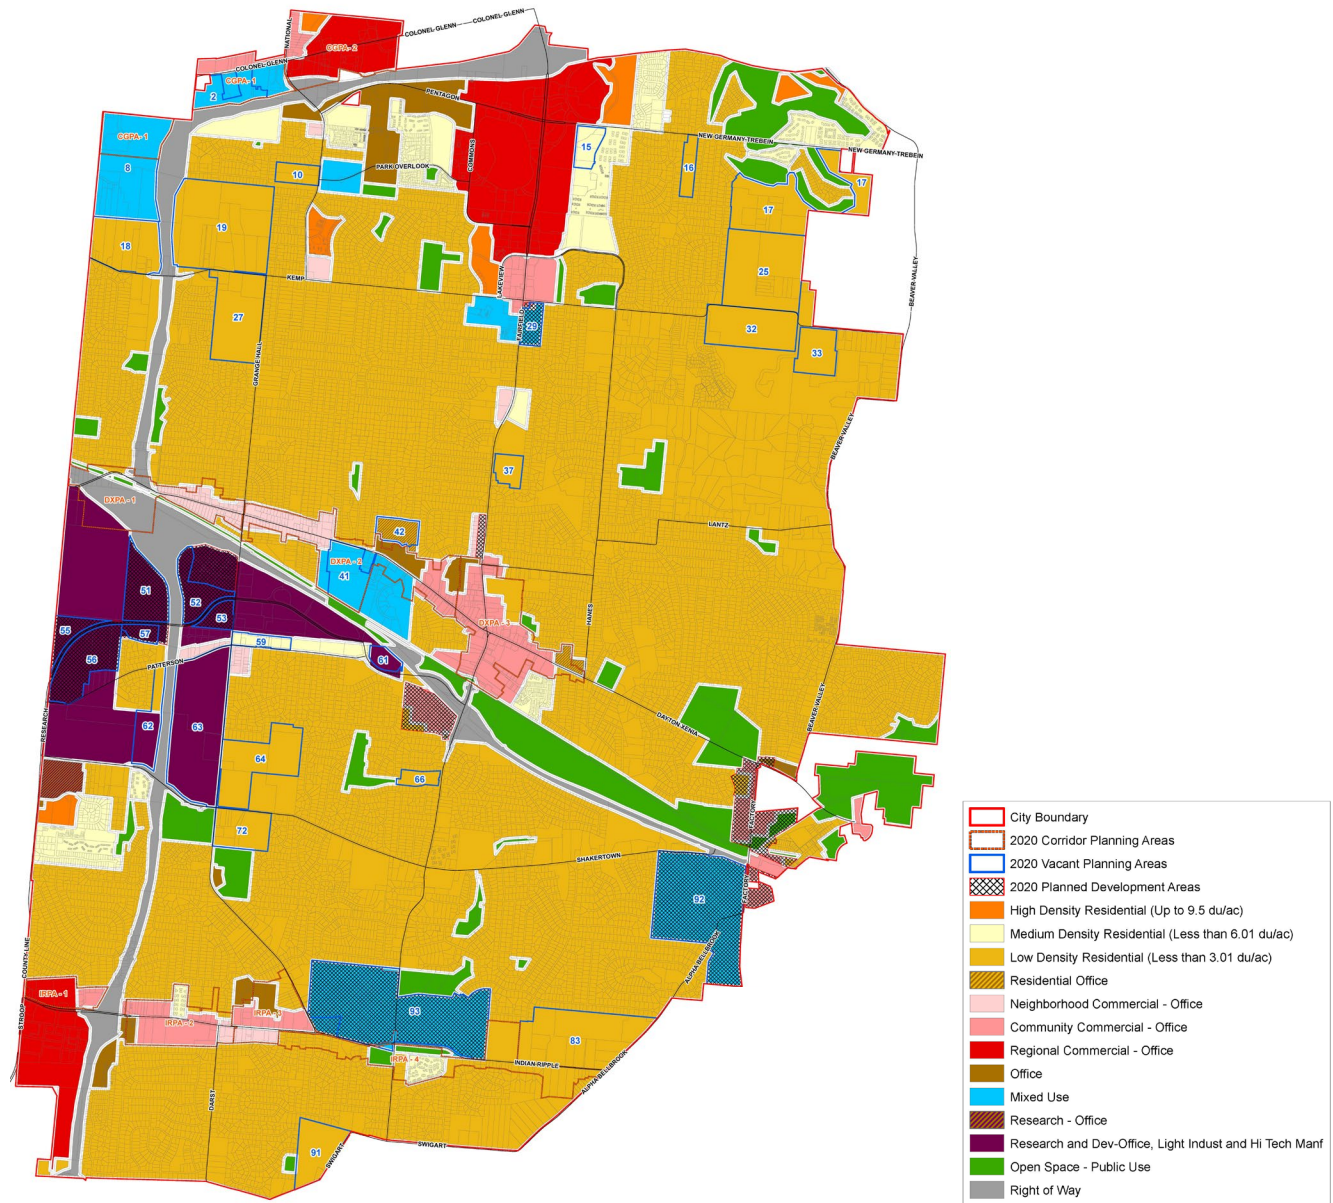 COLONEL-GLENN
COLONEL-GLENN
NATIONAL
CGPA - 2
COLONEL-GLENN
CGPA - 1
2
PENTAGON
CGPA - 1
NEW-GERMANY-TREBEIN
NEW-GERMANY-TREBEIN
15
COMMONS
8
10
PARK-OVERLOOK
16
17
17
19
18
25
KEMP
LAKEVIEW
BEAVER-VALLEY
27
FAIRFIELD
29
32
33
GRANGE-HALL
BEAVER-VALLEY
37
DXPA - 1
LANTZ
42
DXPA - 2
41
51
52
53
HANES
DXPA - 3
55
57
56
59
61
PATTERSON
RESEARCH
62
63
DAYTON-XENIA
BEAVER-VALLEY
64
66
FACTORY
72
SHAKERTOWN
FACTORY
92
COUNTY-LINE
ALPHA-BELLBROOK
IRPA - 1
STROOP
IRPA - 2
IRPA - 3
93
83
IRPA - 4
INDIAN-RIPPLE
ALPHA-BELLBROOK
DARST
91
SWIGART
SWIGART
City Boundary
2020 Corridor Planning Areas
2020 Vacant Planning Areas
2020 Planned Development Areas
High Density Residential (Up to 9.5 du/ac)
Medium Density Residential (Less than 6.01 du/ac)
Low Density Residential (Less than 3.01 du/ac)
Residential Office
Neighborhood Commercial - Office
Community Commercial - Office
Regional Commercial - Office
Office
Mixed Use
Research - Office
Research and Dev-Office, Light Indust and Hi Tech Manf
Open Space - Public Use
Right of Way